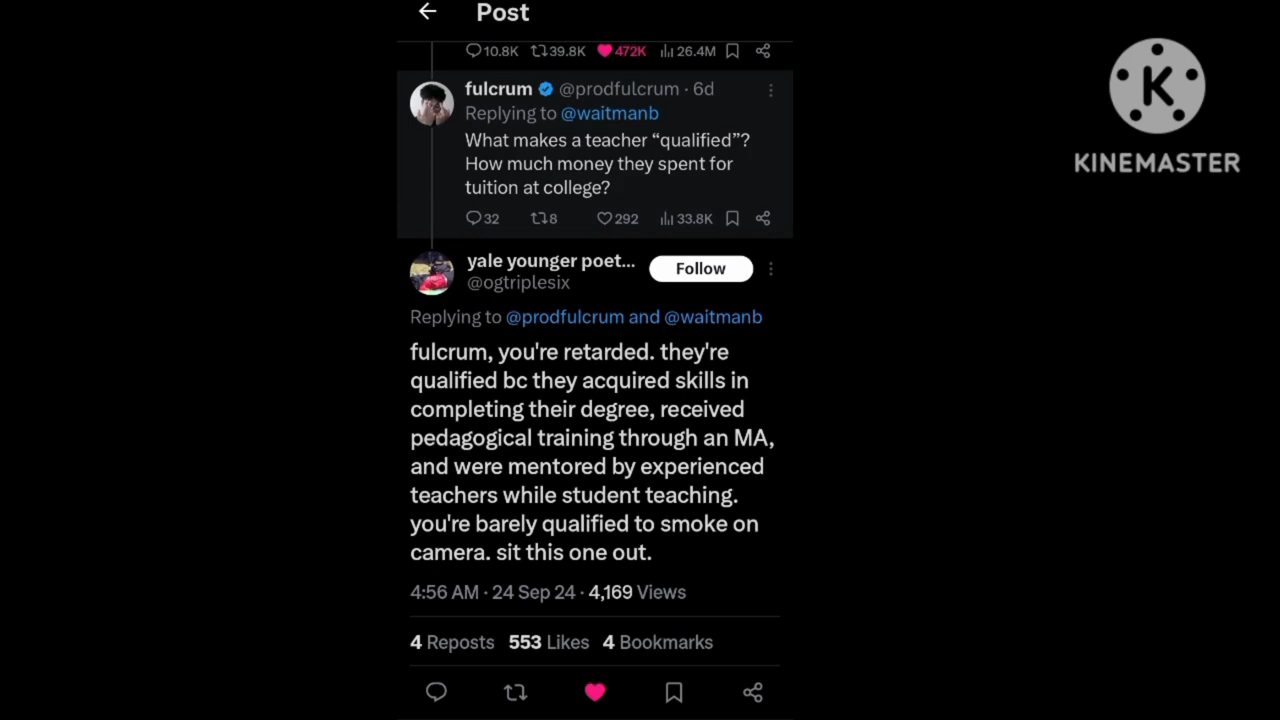 Post
10.8K 39.8K 472K 26.4M
fulcrum @prodfulcrum · 6d
Replying to @waitmanb
What makes a teacher “qualified”?
How much money they spent for
tuition at college?
32 8 292 33.8K
yale younger poet... Follow
@ogtriplesix
Replying to @prodfulcrum and @waitmanb
fulcrum, you're retarded. they're
qualified bc they acquired skills in
completing their degree, received
pedagogical training through an MA,
and were mentored by experienced
teachers while student teaching.
you're barely qualified to smoke on
camera. sit this one out.
4:56 AM · 24 Sep 24 · 4,169 Views
4 Reposts 553 Likes 4 Bookmarks
K
KINEMASTER